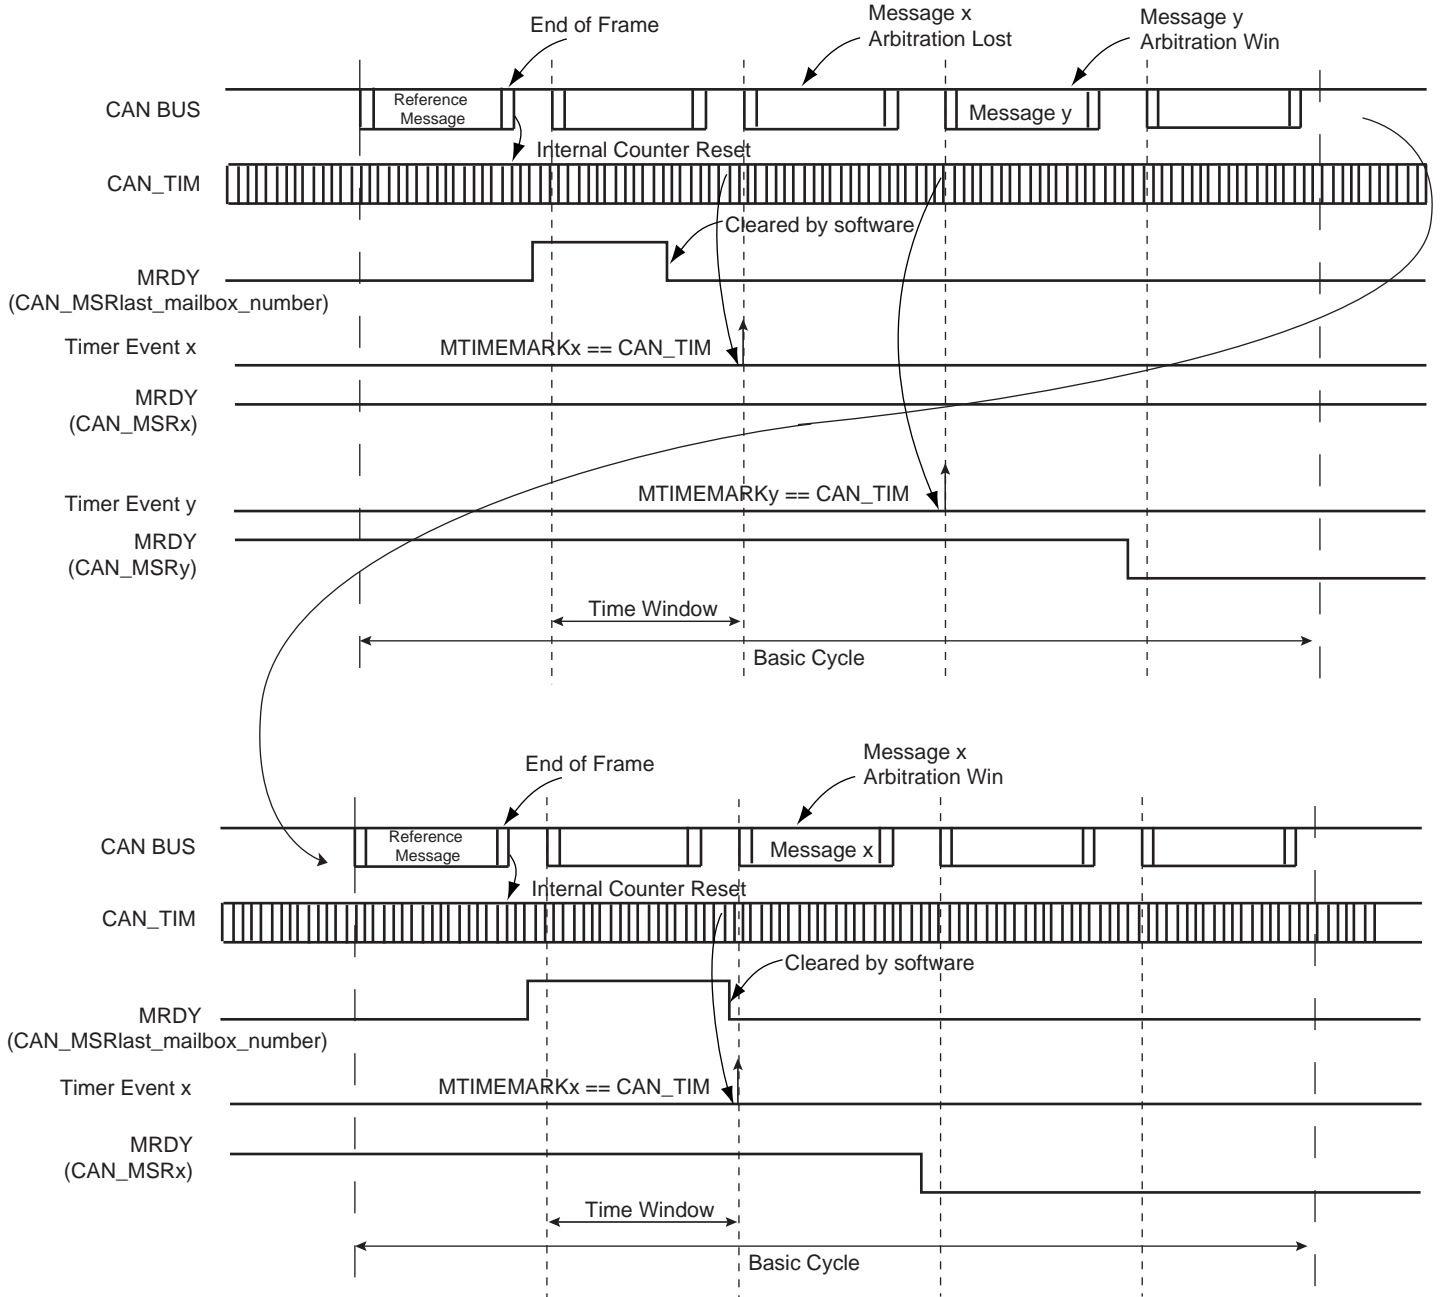 End of Frame
Message x
Arbitration Lost
Message y
Arbitration Win
CAN BUS
Reference
Message
Message y
Internal Counter Reset
CAN_TIM
Cleared by software
MRDY
(CAN_MSRlast_mailbox_number)
Timer Event x
MTIMEMARKx == CAN_TIM
MRDY
(CAN_MSRx)
Timer Event y
MTIMEMARKy == CAN_TIM
MRDY
(CAN_MSRy)
Time Window
Basic Cycle
End of Frame
Message x
Arbitration Win
CAN BUS
Reference
Message
Message x
Internal Counter Reset
CAN_TIM
Cleared by software
MRDY
(CAN_MSRlast_mailbox_number)
Timer Event x
MTIMEMARKx == CAN_TIM
MRDY
(CAN_MSRx)
Time Window
Basic Cycle